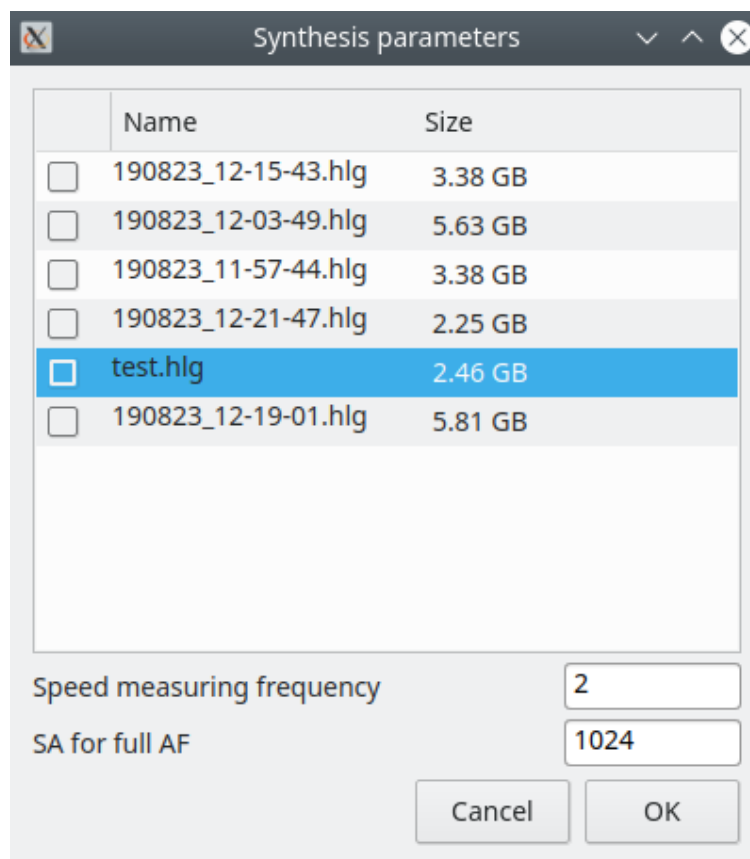 Synthesis parameters
Name Size
190823_12-15-43.hlg 3.38 GB
190823_12-03-49.hlg 5.63 GB
190823_11-57-44.hlg 3.38 GB
190823_12-21-47.hlg 2.25 GB
test.hlg 2.46 GB
190823_12-19-01.hlg 5.81 GB
Speed measuring frequency 2
SA for full AF 1024
Cancel OK